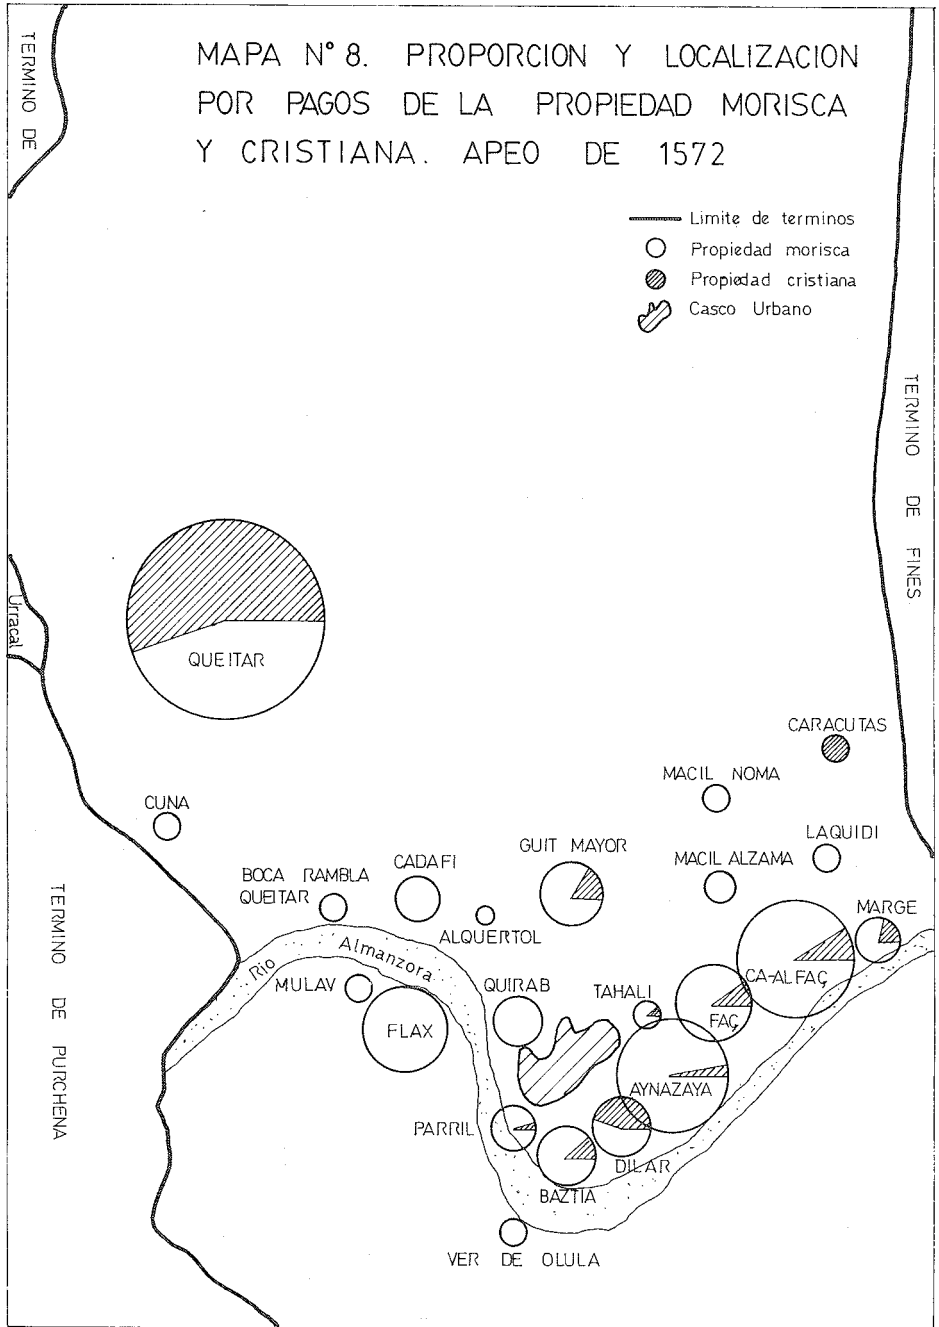 MAPA N° 8. PROPORCION Y LOCALIZACION
POR PAGOS DE LA PROPIEDAD MORISCA
Y CRISTIANA. APEO DE 1572
TERMINO DE
Limite de terminos
Propiedad morisca
Propiedad cristiana
Casco Urbano
TERMINO DE FINES
Urracal
QUEITAR
CARACUTAS
MACIL NOMA
CUNA
LAQUIDI
GUIT MAYOR
CADAFI
MACIL ALZAMA
BOCA RAMBLA
QUEITAR
MARGE
ALQUERTOL
Rio Almanzora
CA-ALFAÇ
MULAV
QUIRAB
TAHALI
FAÇ
FLAX
AYNAZAYA
TERMINO DE PURCHENA
PARRIL
DILAR
BAZTIA
VER DE OLULA